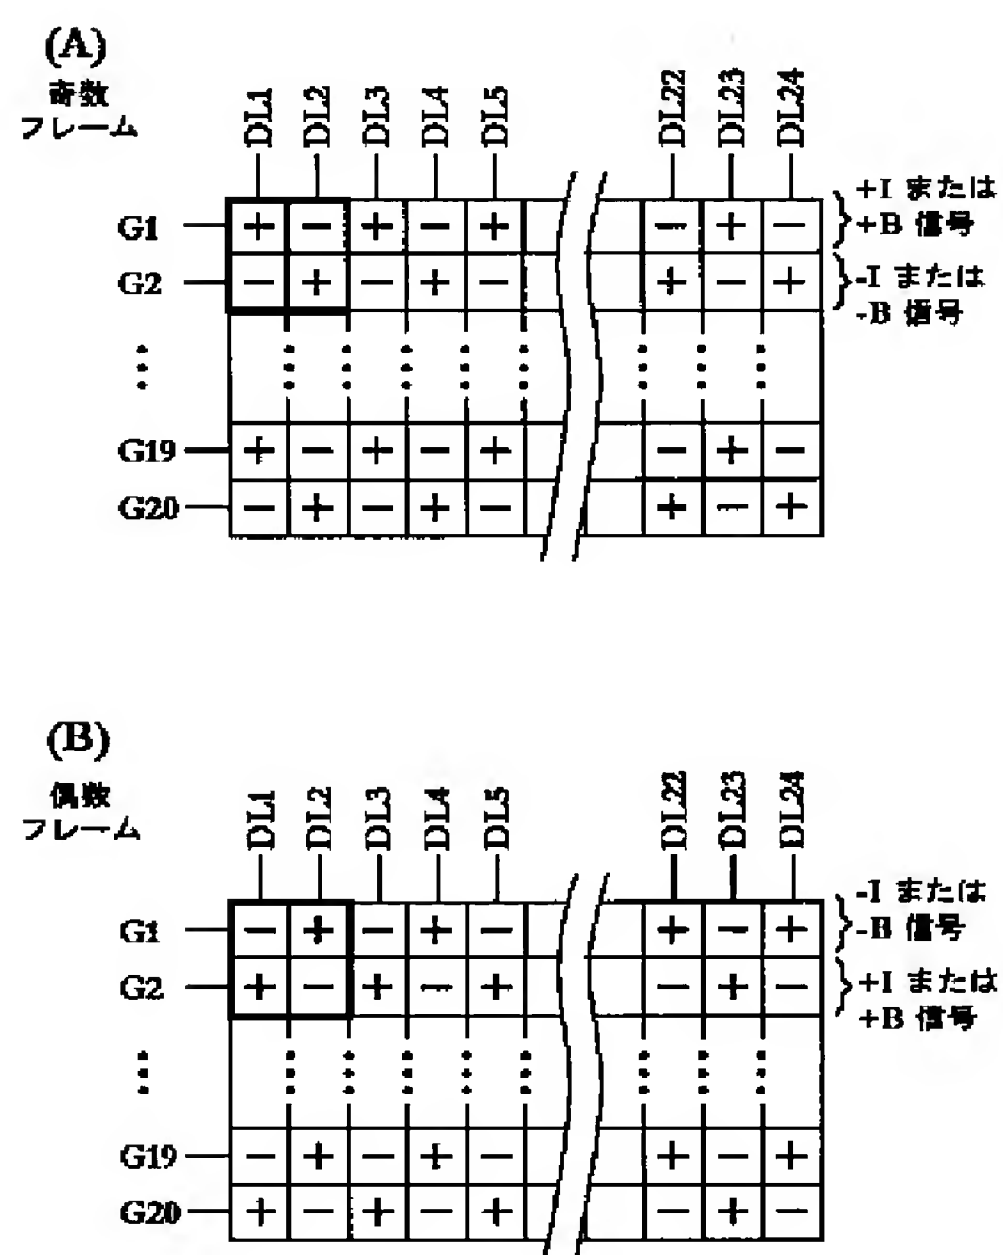 (A)
奇数
フレーム
DL1 DL2 DL3 DL4 DL5 DL22 DL23 DL24
G1 + − + − + − + − +I または
+B 信号
G2 − + − + − + − + -I または
-B 信号
G19 + − + − + − + −
G20 − + − + − + − +
(B)
偶数
フレーム
DL1 DL2 DL3 DL4 DL5 DL22 DL23 DL24
G1 − + − + − + − + -I または
-B 信号
G2 + − + − + − + − +I または
+B 信号
G19 − + − + − + − +
G20 + − + − + − + −